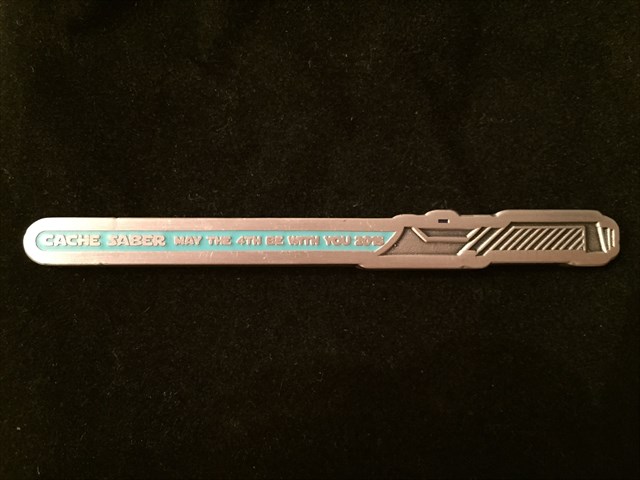 CACHE SABER MAY THE 4TH BE WITH YOU 2015